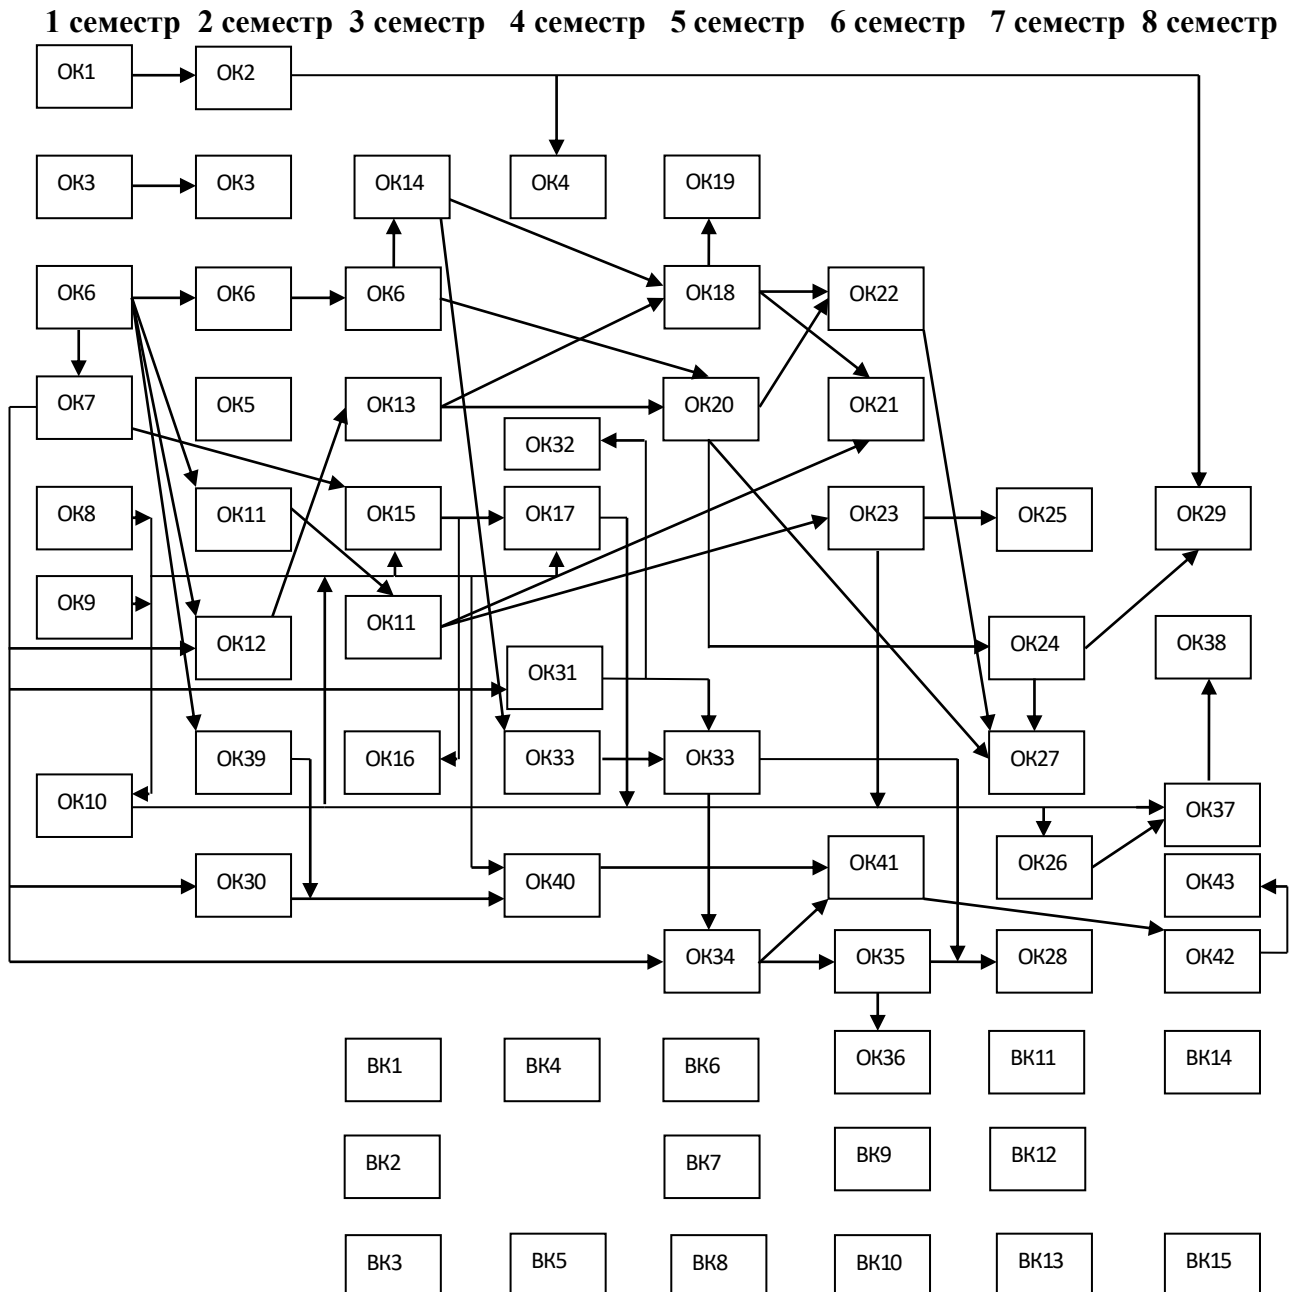 1 семестр 2 семестр 3 семестр 4 семестр 5 семестр 6 семестр 7 семестр 8 семестр
ОК1 ОК2
ОК3 ОК3 ОК14 ОК4 ОК19
ОК6 ОК6 ОК6 ОК18 ОК22
ОК7 ОК5 ОК13 ОК20 ОК21
ОК32
ОК8 ОК11 ОК15 ОК17 ОК23 ОК25 ОК29
ОК9 ОК11
ОК12 ОК31 ОК24 ОК38
ОК39 ОК16 ОК33 ОК33 ОК27
ОК10 ОК37
ОК30 ОК40 ОК41 ОК26 ОК43
ОК34 ОК35 ОК28 ОК42
ВК1 ВК4 ВК6 ОК36 ВК11 ВК14
ВК2 ВК7 ВК9 ВК12
ВК3 ВК5 ВК8 ВК10 ВК13 ВК15